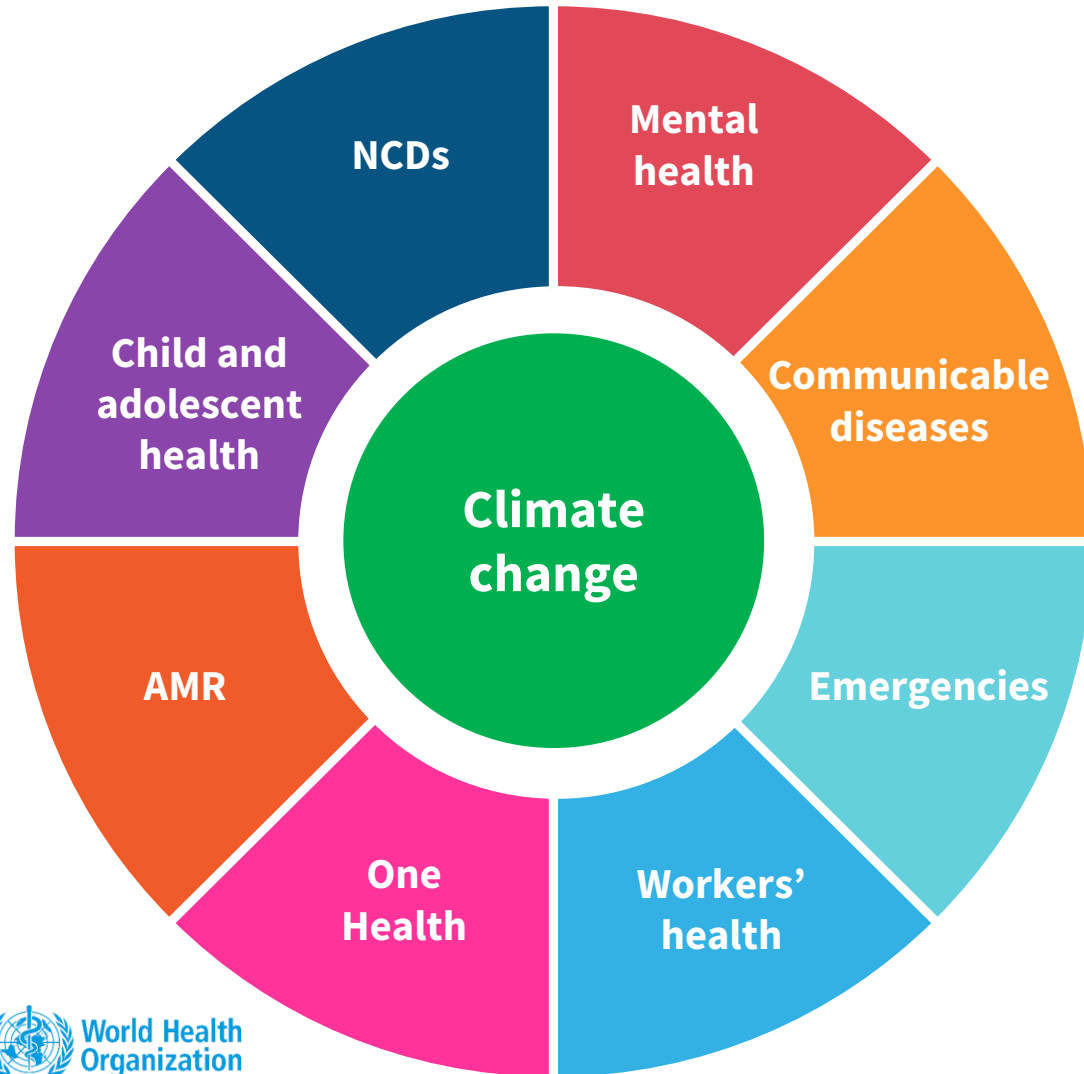 NCDs
Mental
health
Child and
adolescent
health
Communicable
diseases
Climate
change
AMR
Emergencies
One
Health
Workers’
health
World Health
Organization